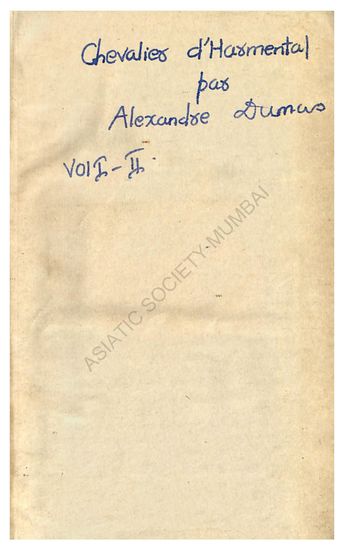 Chevalier d'Harmental
par
Alexandre Dumas
Vol I - II.
ASIATIC SOCIETY-MUMBAI